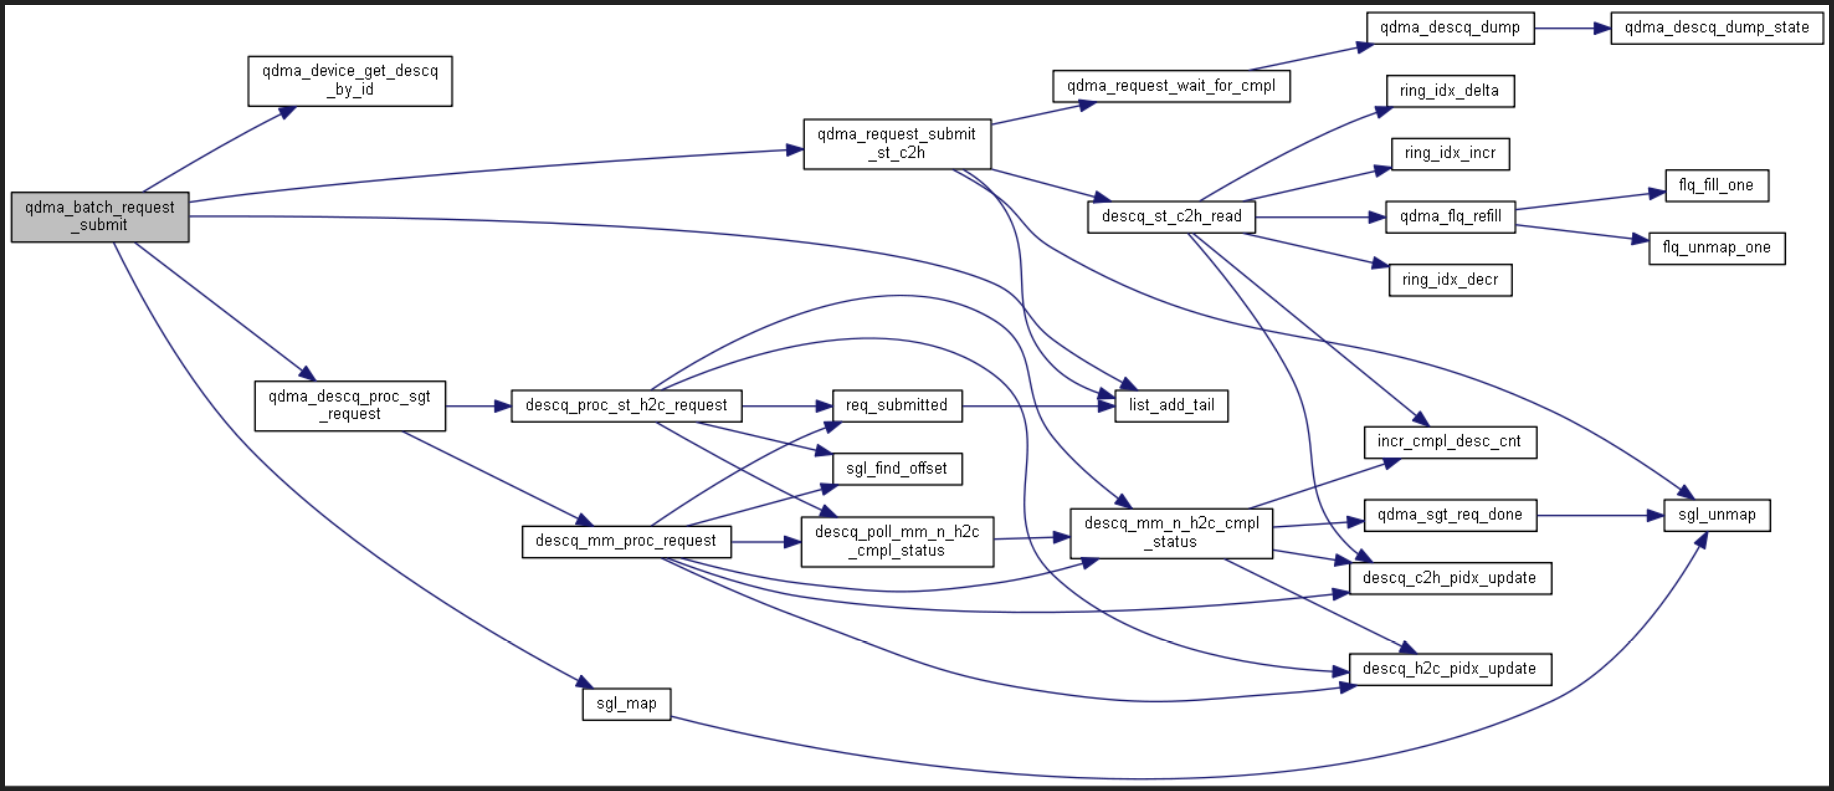 qdma_batch_request
_submit
qdma_device_get_descq
_by_id
qdma_descq_proc_sgt
_request
descq_proc_st_h2c_request
descq_mm_proc_request
sgl_map
qdma_request_submit
_st_c2h
req_submitted
sgl_find_offset
descq_poll_mm_n_h2c
_cmpl_status
qdma_request_wait_for_cmpl
descq_st_c2h_read
list_add_tail
descq_mm_n_h2c_cmpl
_status
qdma_descq_dump
ring_idx_delta
ring_idx_incr
qdma_flq_refill
ring_idx_decr
incr_cmpl_desc_cnt
qdma_sgt_req_done
descq_c2h_pidx_update
descq_h2c_pidx_update
qdma_descq_dump_state
flq_fill_one
flq_unmap_one
sgl_unmap